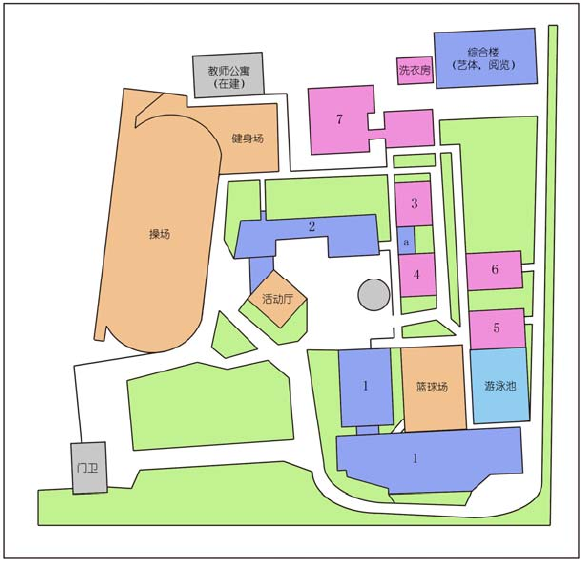 综合楼
(艺体，阅览)
洗衣房
教师公寓
(在建)
7
健身场
3
操场
2
a
4
6
活动厅
5
1
篮球场
游泳池
1
门卫